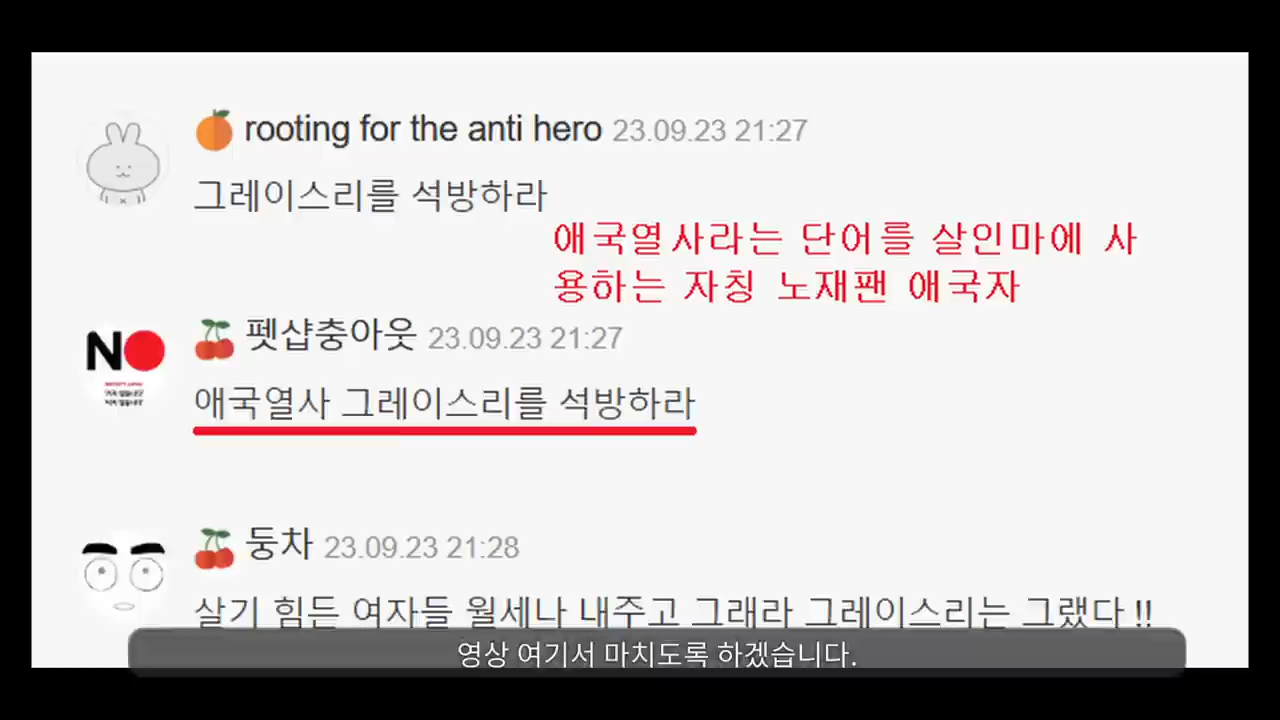 rooting for the anti hero 23.09.23 21:27
그레이스리를 석방하라
애국열사라는 단어를 살인마에 사
용하는 자칭 노재팬 애국자
NO
펫샵충아웃 23.09.23 21:27
애국열사 그레이스리를 석방하라
둥차 23.09.23 21:28
살기 힘든 여자들 월세나 내주고 그래라 그레이스리는 그랬다 !!
영상 여기서 마치도록 하겠습니다.